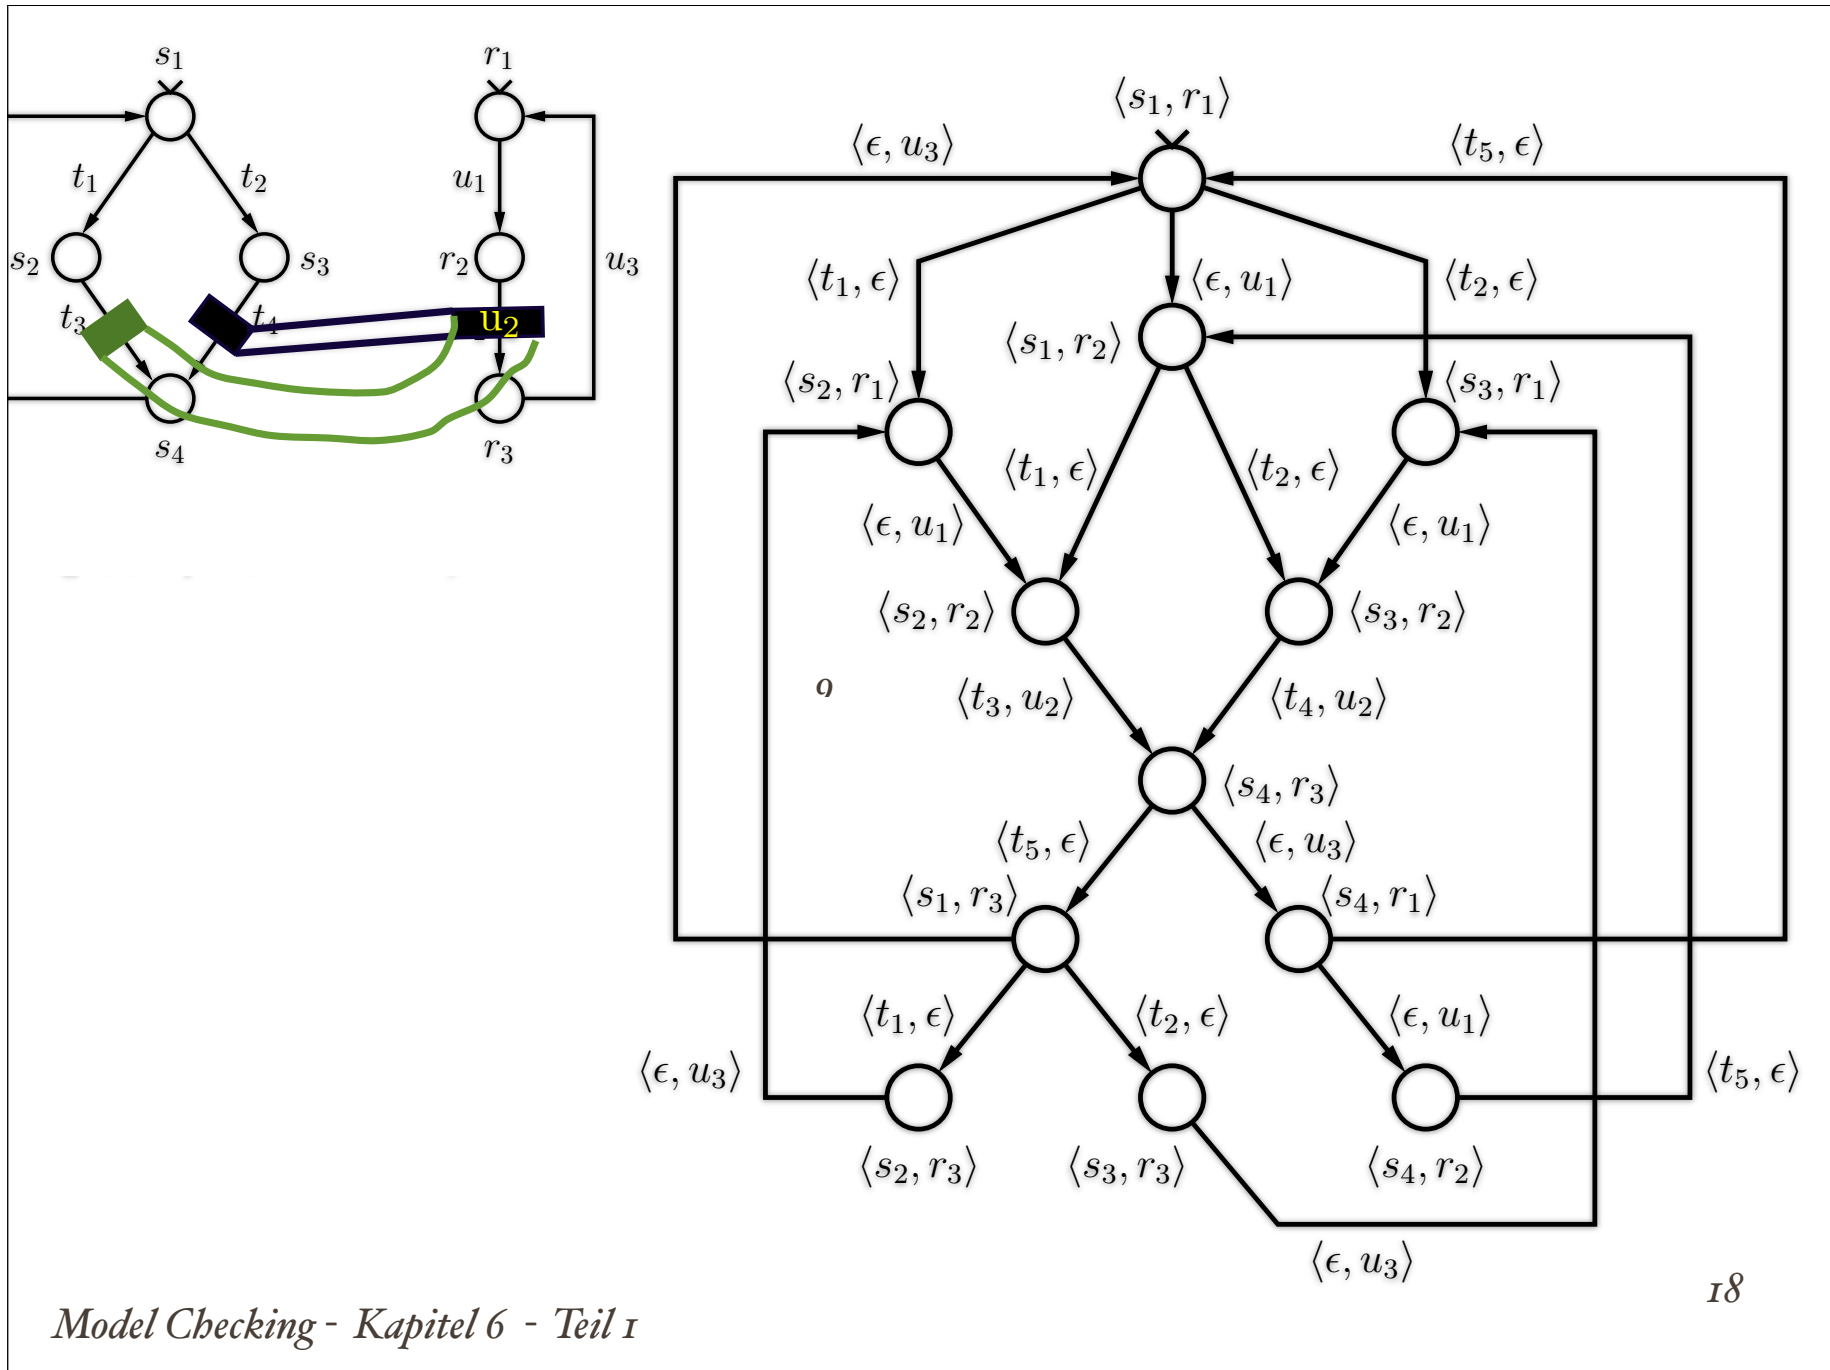 s₁
r₁
t₁
t₂
u₁
s₂
s₃
r₂
u₃
t₃
t₄
u₂
s₄
r₃
⟨s₁, r₁⟩
⟨ϵ, u₃⟩
⟨t₅, ϵ⟩
⟨t₁, ϵ⟩
⟨ϵ, u₁⟩
⟨t₂, ϵ⟩
⟨s₁, r₂⟩
⟨s₂, r₁⟩
⟨s₃, r₁⟩
⟨t₁, ϵ⟩
⟨t₂, ϵ⟩
⟨ϵ, u₁⟩
⟨ϵ, u₁⟩
⟨s₂, r₂⟩
⟨s₃, r₂⟩
9
⟨t₃, u₂⟩
⟨t₄, u₂⟩
⟨s₄, r₃⟩
⟨t₅, ϵ⟩
⟨ϵ, u₃⟩
⟨s₁, r₃⟩
⟨s₄, r₁⟩
⟨t₁, ϵ⟩
⟨t₂, ϵ⟩
⟨ϵ, u₁⟩
⟨ϵ, u₃⟩
⟨t₅, ϵ⟩
⟨s₂, r₃⟩
⟨s₃, r₃⟩
⟨s₄, r₂⟩
⟨ϵ, u₃⟩
18
Model Checking - Kapitel 6 - Teil 1